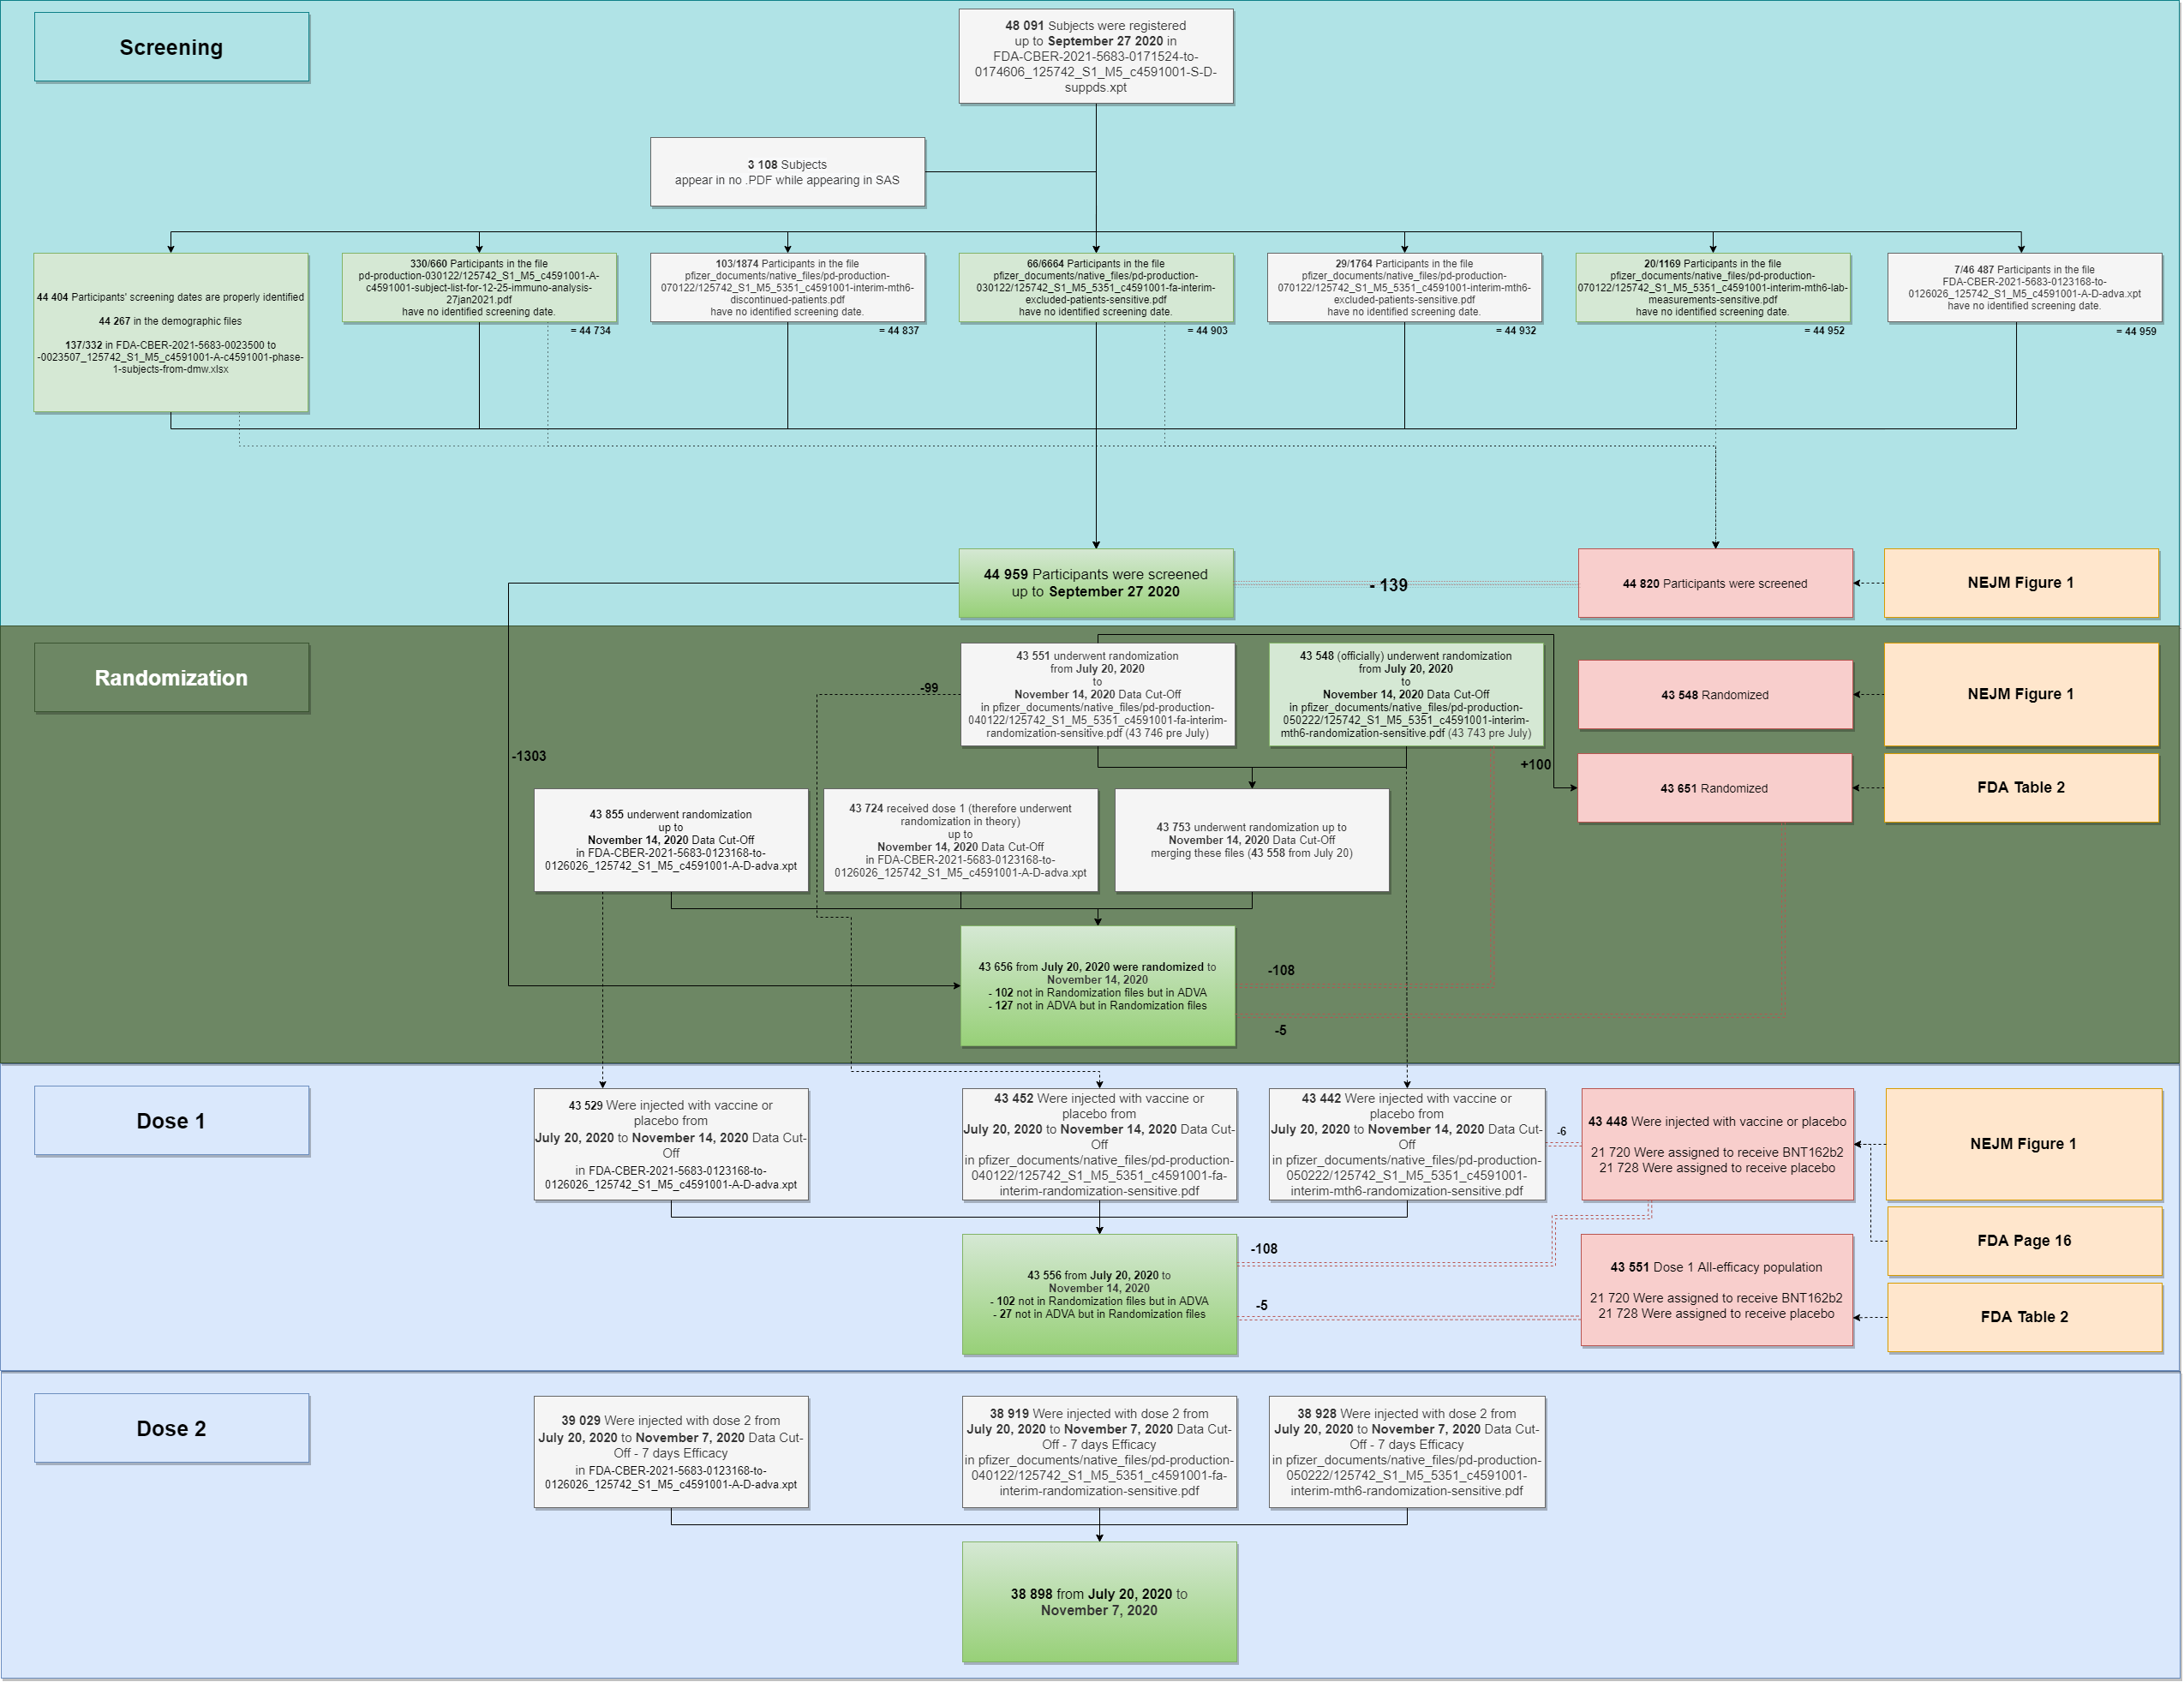 Screening
48 091 Subjects were registered
up to September 27 2020 in
FDA-CBER-2021-5683-0171524-to-
0174606_125742_S1_M5_c4591001-S-D-
suppds.xpt
3 108 Subjects
appear in no .PDF while appearing in SAS
44 404 Participants' screening dates are properly identified
44 267 in the demographic files
137/332 in FDA-CBER-2021-5683-0023500 to
-0023507_125742_S1_M5_c4591001-A-c4591001-phase-
1-subjects-from-dmw.xlsx
330/660 Participants in the file
pd-production-030122/125742_S1_M5_c4591001-A-
c4591001-subject-list-for-12-25-immuno-analysis-
27jan2021.pdf
have no identified screening date.
= 44 734
103/1874 Participants in the file
pfizer_documents/native_files/pd-production-
070122/125742_S1_M5_5351_c4591001-interim-mth6-
discontinued-patients.pdf
have no identified screening date.
= 44 837
66/6664 Participants in the file
pfizer_documents/native_files/pd-production-
030122/125742_S1_M5_5351_c4591001-fa-interim-
excluded-patients-sensitive.pdf
have no identified screening date.
= 44 903
29/1764 Participants in the file
pfizer_documents/native_files/pd-production-
070122/125742_S1_M5_5351_c4591001-interim-mth6-
excluded-patients-sensitive.pdf
have no identified screening date.
= 44 932
20/1169 Participants in the file
pfizer_documents/native_files/pd-production-
070122/125742_S1_M5_5351_c4591001-interim-mth6-lab-
measurements-sensitive.pdf
have no identified screening date.
= 44 952
7/46 487 Participants in the file
FDA-CBER-2021-5683-0123168-to-
0126026_125742_S1_M5_c4591001-A-D-adva.xpt
have no identified screening date.
= 44 959
44 959 Participants were screened
up to September 27 2020
- 139
44 820 Participants were screened
NEJM Figure 1
Randomization
43 551 underwent randomization
from July 20, 2020
to
November 14, 2020 Data Cut-Off
in pfizer_documents/native_files/pd-production-
040122/125742_S1_M5_5351_c4591001-fa-interim-
randomization-sensitive.pdf (43 746 pre July)
43 548 (officially) underwent randomization
from July 20, 2020
to
November 14, 2020 Data Cut-Off
in pfizer_documents/native_files/pd-production-
050222/125742_S1_M5_5351_c4591001-interim-
mth6-randomization-sensitive.pdf (43 743 pre July)
43 548 Randomized
NEJM Figure 1
-99
-1303
+100
43 651 Randomized
FDA Table 2
43 855 underwent randomization
up to
November 14, 2020 Data Cut-Off
in FDA-CBER-2021-5683-0123168-to-
0126026_125742_S1_M5_c4591001-A-D-adva.xpt
43 724 received dose 1 (therefore underwent
randomization in theory)
up to
November 14, 2020 Data Cut-Off
in FDA-CBER-2021-5683-0123168-to-
0126026_125742_S1_M5_c4591001-A-D-adva.xpt
43 753 underwent randomization up to
November 14, 2020 Data Cut-Off
merging these files (43 558 from July 20)
43 656 from July 20, 2020 were randomized to
November 14, 2020
- 102 not in Randomization files but in ADVA
- 127 not in ADVA but in Randomization files
-108
-5
Dose 1
43 529 Were injected with vaccine or
placebo from
July 20, 2020 to November 14, 2020 Data Cut-
Off
in FDA-CBER-2021-5683-0123168-to-
0126026_125742_S1_M5_c4591001-A-D-adva.xpt
43 452 Were injected with vaccine or
placebo from
July 20, 2020 to November 14, 2020 Data Cut-
Off
in pfizer_documents/native_files/pd-production-
040122/125742_S1_M5_5351_c4591001-fa-
interim-randomization-sensitive.pdf
43 442 Were injected with vaccine or
placebo from
July 20, 2020 to November 14, 2020 Data Cut-
Off
in pfizer_documents/native_files/pd-production-
050222/125742_S1_M5_5351_c4591001-
interim-mth6-randomization-sensitive.pdf
-6
43 448 Were injected with vaccine or placebo
21 720 Were assigned to receive BNT162b2
21 728 Were assigned to receive placebo
NEJM Figure 1
FDA Page 16
43 556 from July 20, 2020 to
November 14, 2020
- 102 not in Randomization files but in ADVA
- 27 not in ADVA but in Randomization files
-108
-5
43 551 Dose 1 All-efficacy population
21 720 Were assigned to receive BNT162b2
21 728 Were assigned to receive placebo
FDA Table 2
Dose 2
39 029 Were injected with dose 2 from
July 20, 2020 to November 7, 2020 Data Cut-
Off - 7 days Efficacy
in FDA-CBER-2021-5683-0123168-to-
0126026_125742_S1_M5_c4591001-A-D-adva.xpt
38 919 Were injected with dose 2 from
July 20, 2020 to November 7, 2020 Data Cut-
Off - 7 days Efficacy
in pfizer_documents/native_files/pd-production-
040122/125742_S1_M5_5351_c4591001-fa-
interim-randomization-sensitive.pdf
38 928 Were injected with dose 2 from
July 20, 2020 to November 7, 2020 Data Cut-
Off - 7 days Efficacy
in pfizer_documents/native_files/pd-production-
050222/125742_S1_M5_5351_c4591001-
interim-mth6-randomization-sensitive.pdf
38 898 from July 20, 2020 to
November 7, 2020